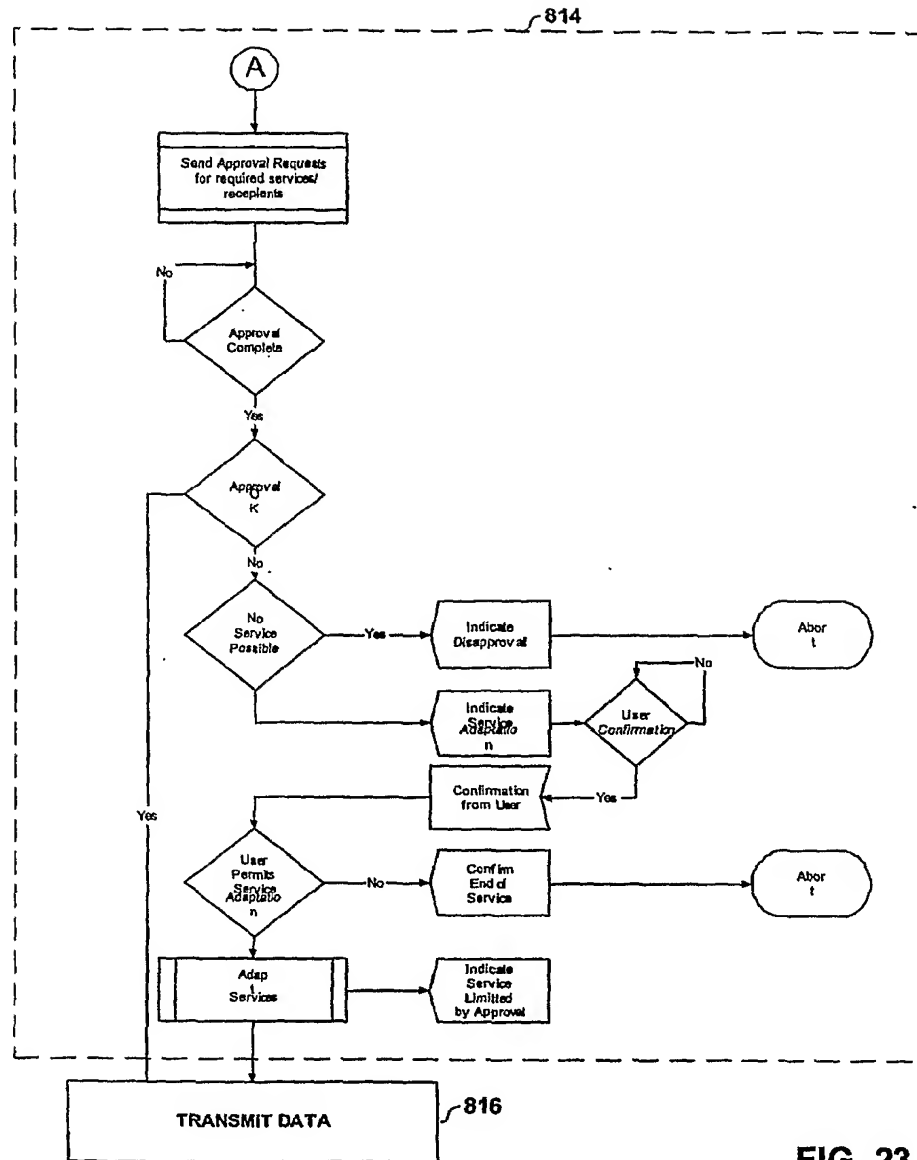 814
A
Send Approval Requests
for required services/
receplents
No
Approval
Complete
Yes
Approval
O
K
No
No
Service
Possible
Yes
Indicate
Disapproval
Abor
t
No
Indicate
Service
Adaptatio
n
User
Confirmation
Confirmation
from User
Yes
Yes
User
Permits
Service
Adaptatio
n
No
Confirm
End of
Service
Abor
t
Adap
t
Services
Indicate
Service
Limitted
by Approval
TRANSMIT DATA
816
FIG. 23